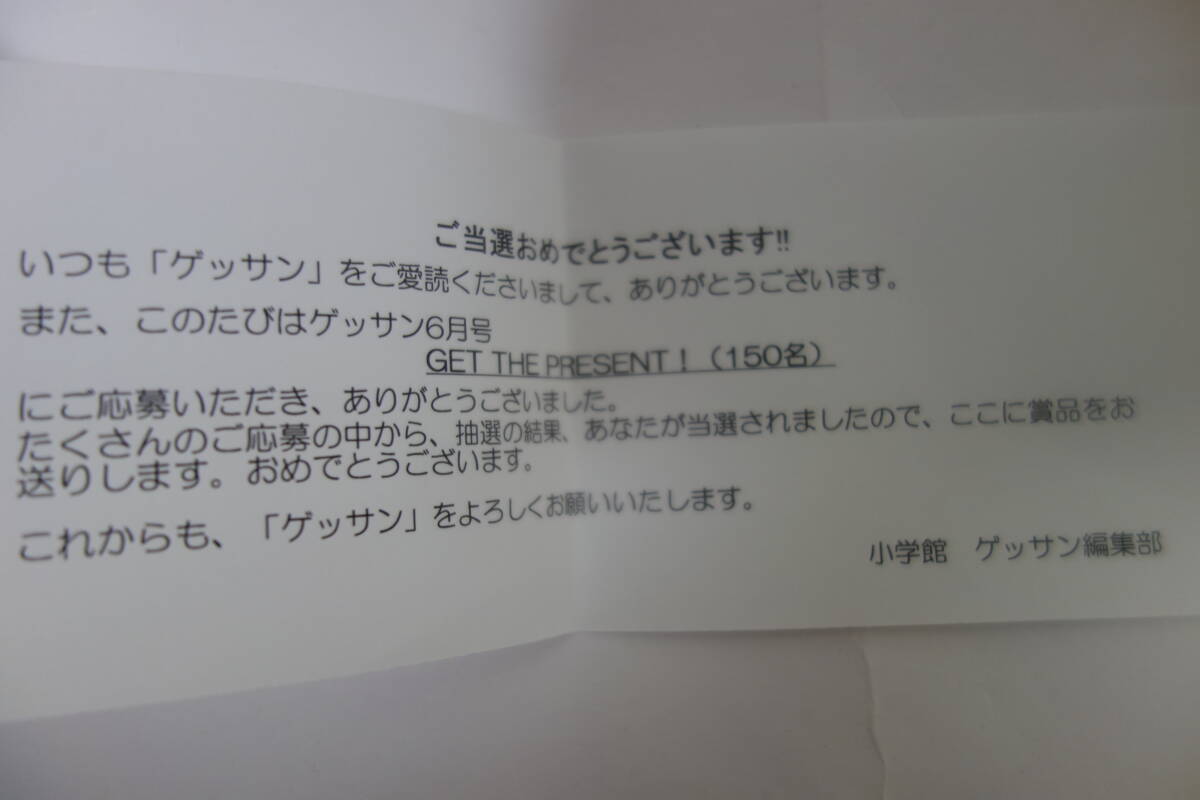 ご当選おめでとうございます!!
いつも「ゲッサン」をご愛読くださいまして、ありがとうございます。
また、このたびはゲッサン6月号
GET THE PRESENT！（150名）
にご応募いただき、ありがとうございました。
たくさんのご応募の中から、抽選の結果、あなたが当選されましたので、ここに賞品をお
送りします。おめでとうございます。
これからも、「ゲッサン」をよろしくお願いいたします。
小学館　ゲッサン編集部